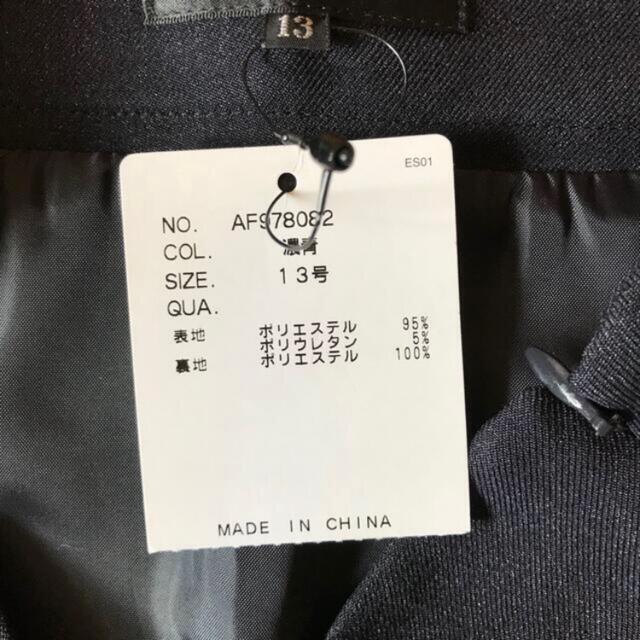 13
ES01
NO. AF978082
COL. 濃青
SIZE. 13号
QUA.
表地 ポリエステル 95%
ポリウレタン 5%
裏地 ポリエステル 100%
MADE IN CHINA